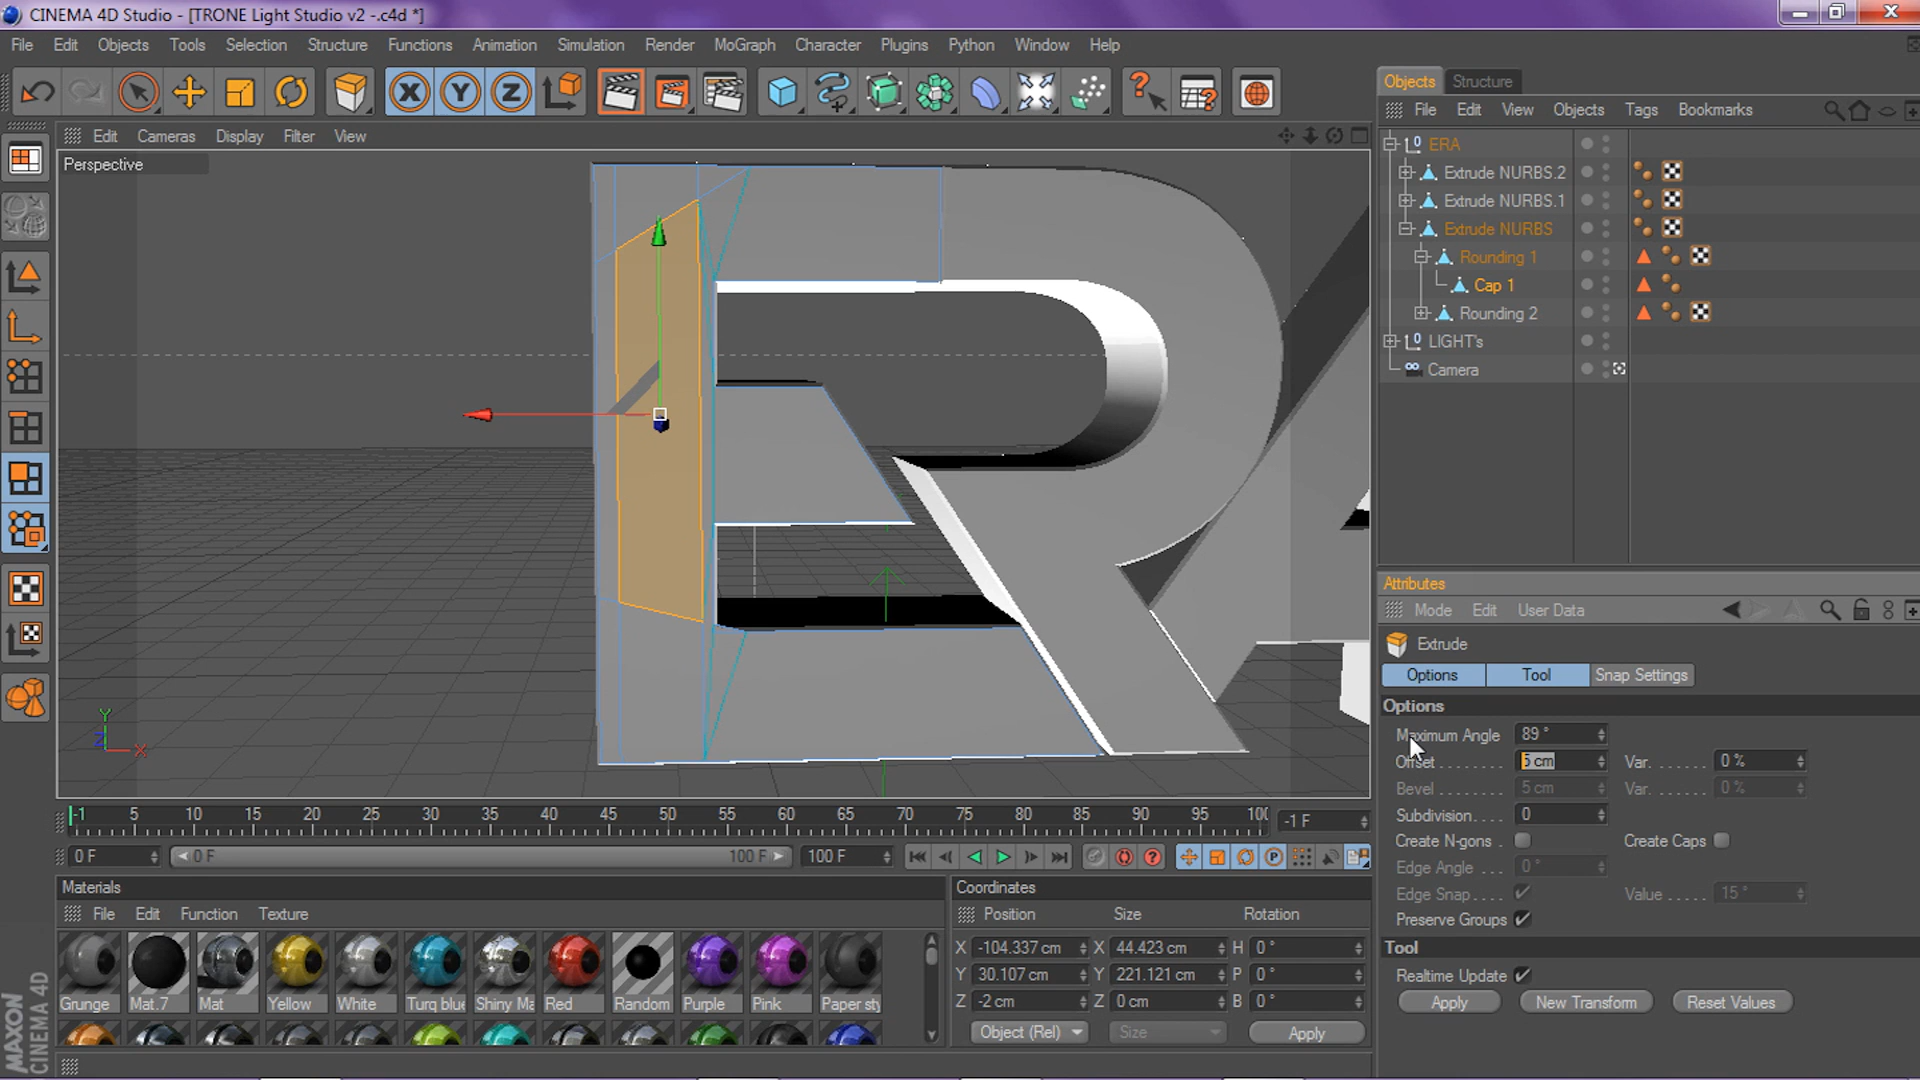 CINEMA 4D Studio - [TRONE Light Studio v2 -.c4d *]
File Edit Objects Tools Selection Structure Functions Animation Simulation Render MoGraph Character Plugins Python Window Help
X Y Z
Objects Structure
File Edit View Objects Tags Bookmarks
Edit Cameras Display Filter View
Perspective
ERA
Extrude NURBS.2
Extrude NURBS.1
Extrude NURBS
Rounding 1
Cap 1
Rounding 2
LIGHT's
Camera
Y
Z X
Attributes
Mode Edit User Data
Extrude
Options Tool Snap Settings
Options
Maximum Angle 89 °
Offset 5 cm Var. 0 %
Bevel 5 cm Var. 0 %
Subdivision 0
Create N-gons Create Caps
Edge Angle 0 °
Edge Snap Value 15 °
Preserve Groups
Tool
Realtime Update
Apply New Transform Reset Values
-1 5 10 15 20 25 30 35 40 45 50 55 60 65 70 75 80 85 90 95 100 -1 F
0 F 0 F 100 F 100 F
Materials
File Edit Function Texture
Grunge Mat.7 Mat Yellow White Turq blue Shiny Ma Red Random Purple Pink Paper sty
Coordinates
Position Size Rotation
X -104.337 cm X 44.423 cm H 0 °
Y 30.107 cm Y 221.121 cm P 0 °
Z -2 cm Z 0 cm B 0 °
Object (Rel) Size Apply
MAXON
CINEMA 4D